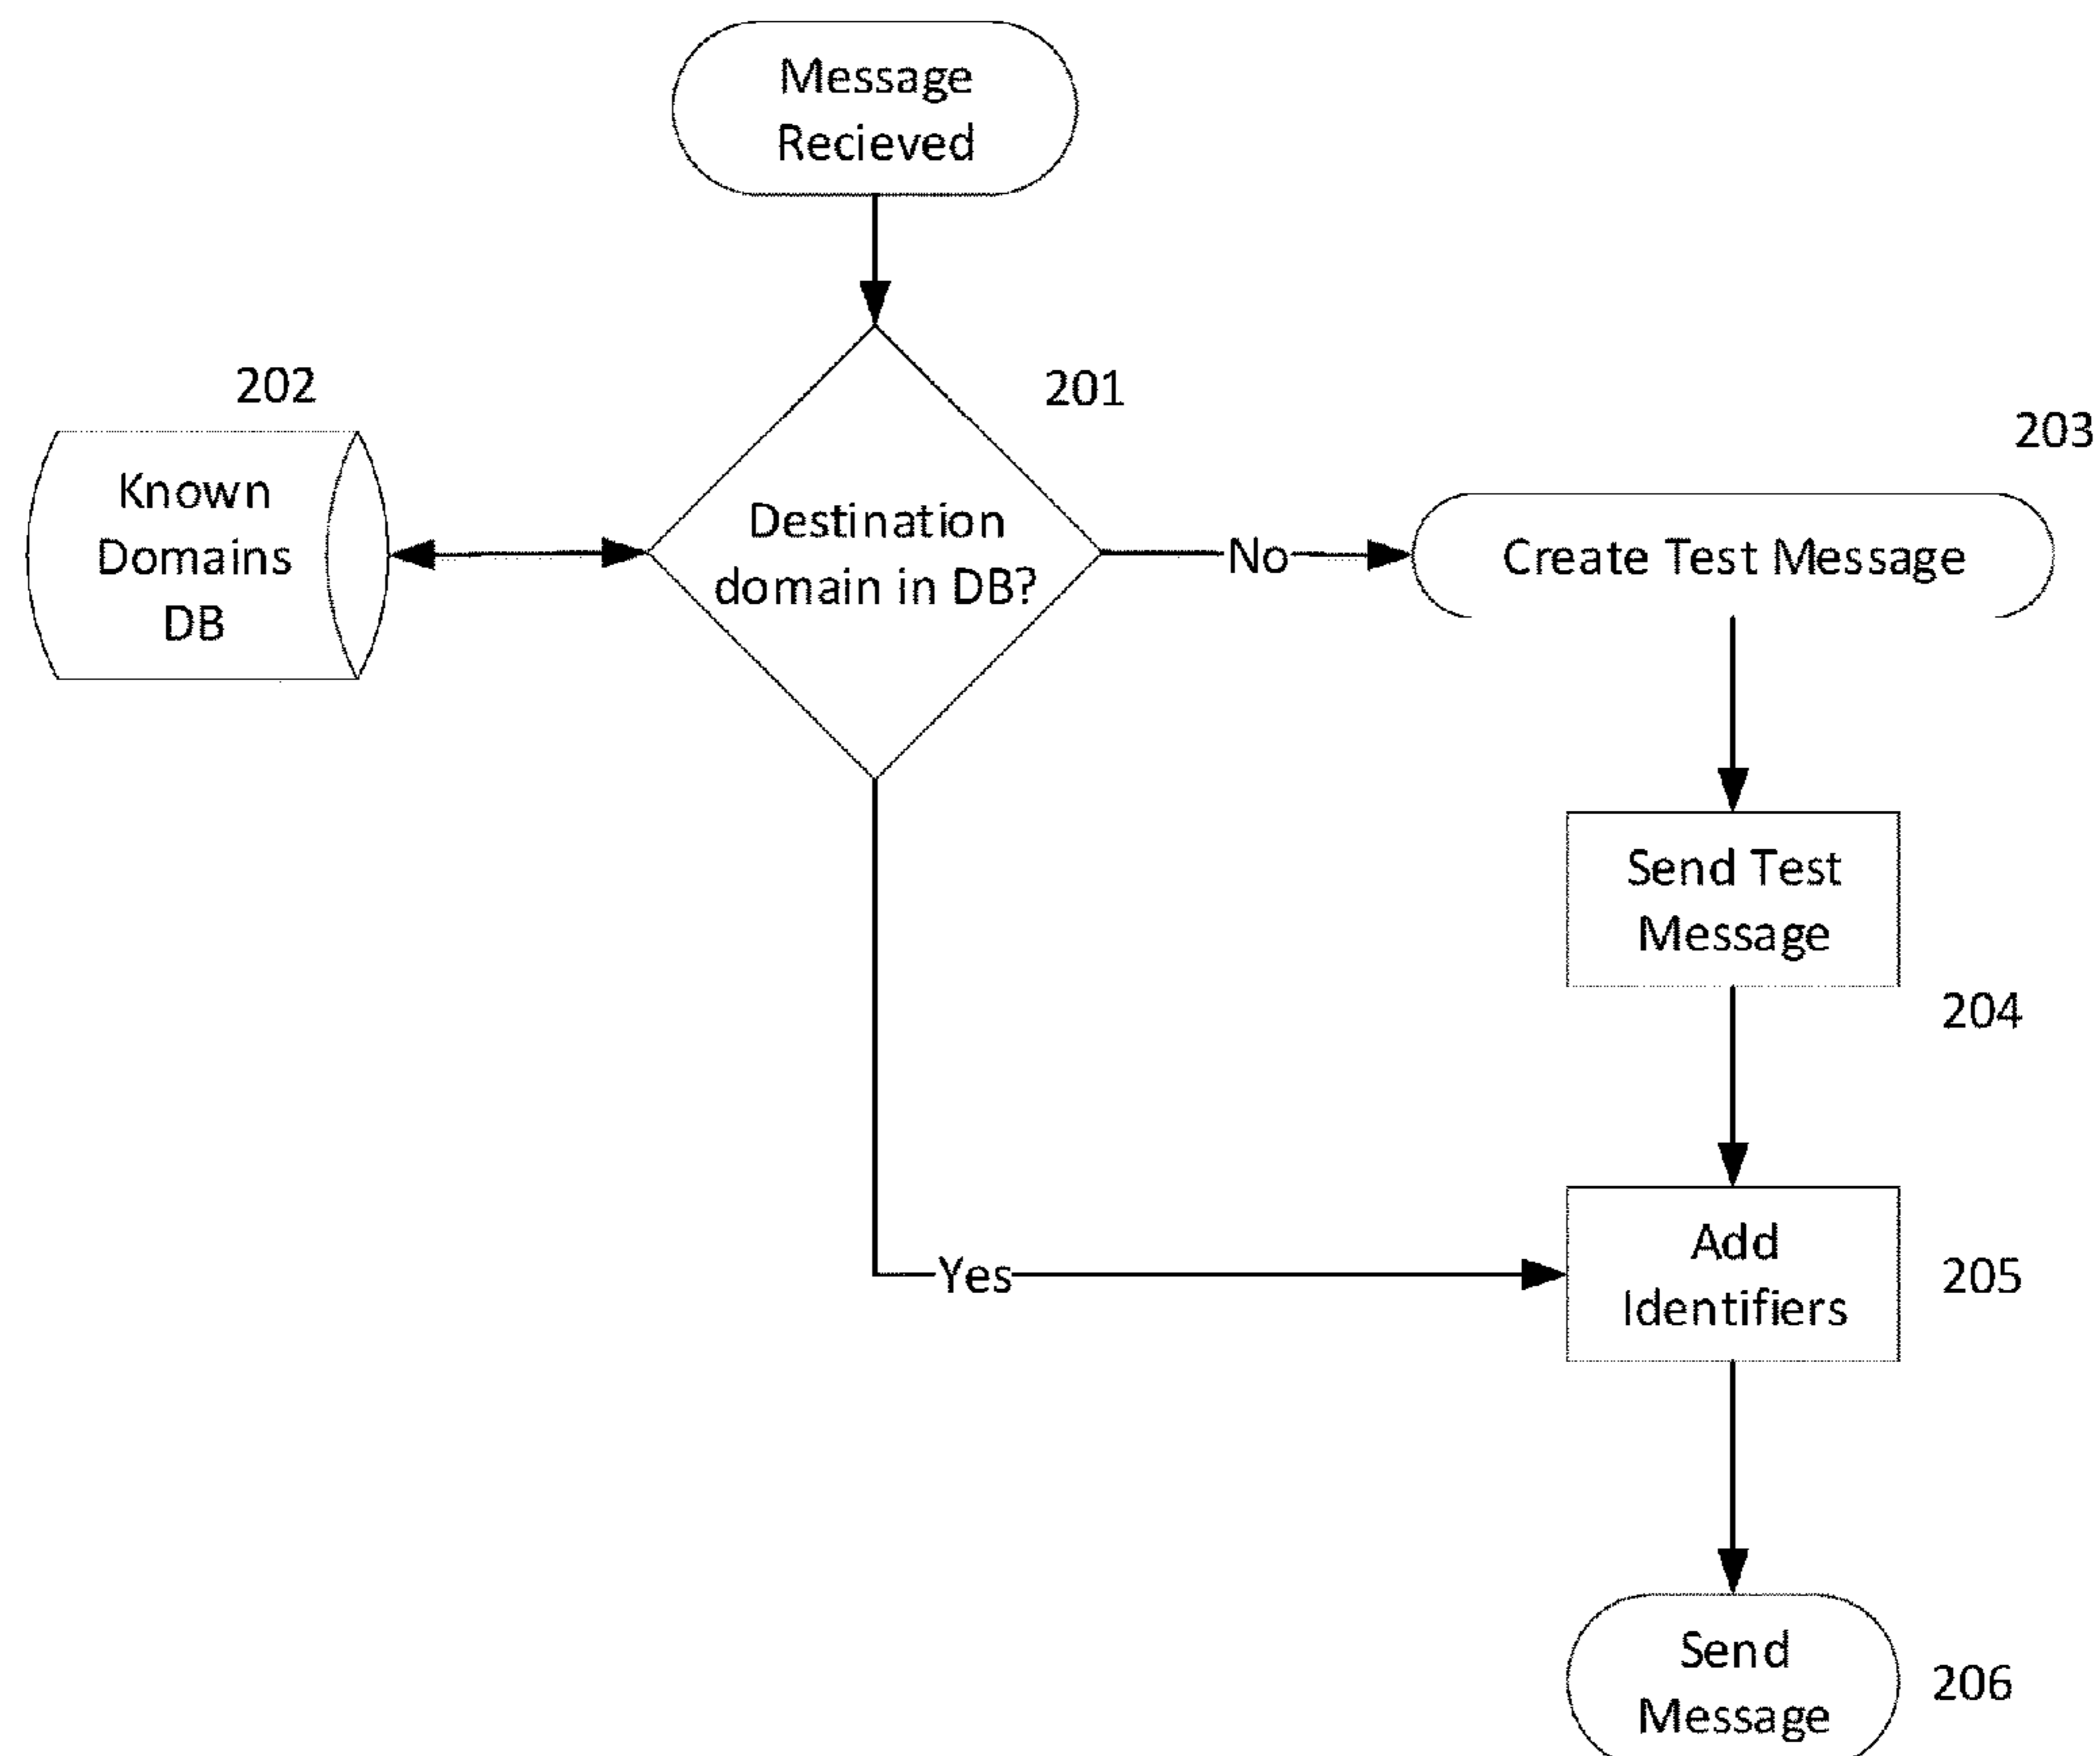 Message
Recieved
202
201
203
Known
Domains
DB
Destination
domain in DB?
No
Create Test Message
Send Test
Message
204
Yes
Add
Identifiers
205
Send
Message
206